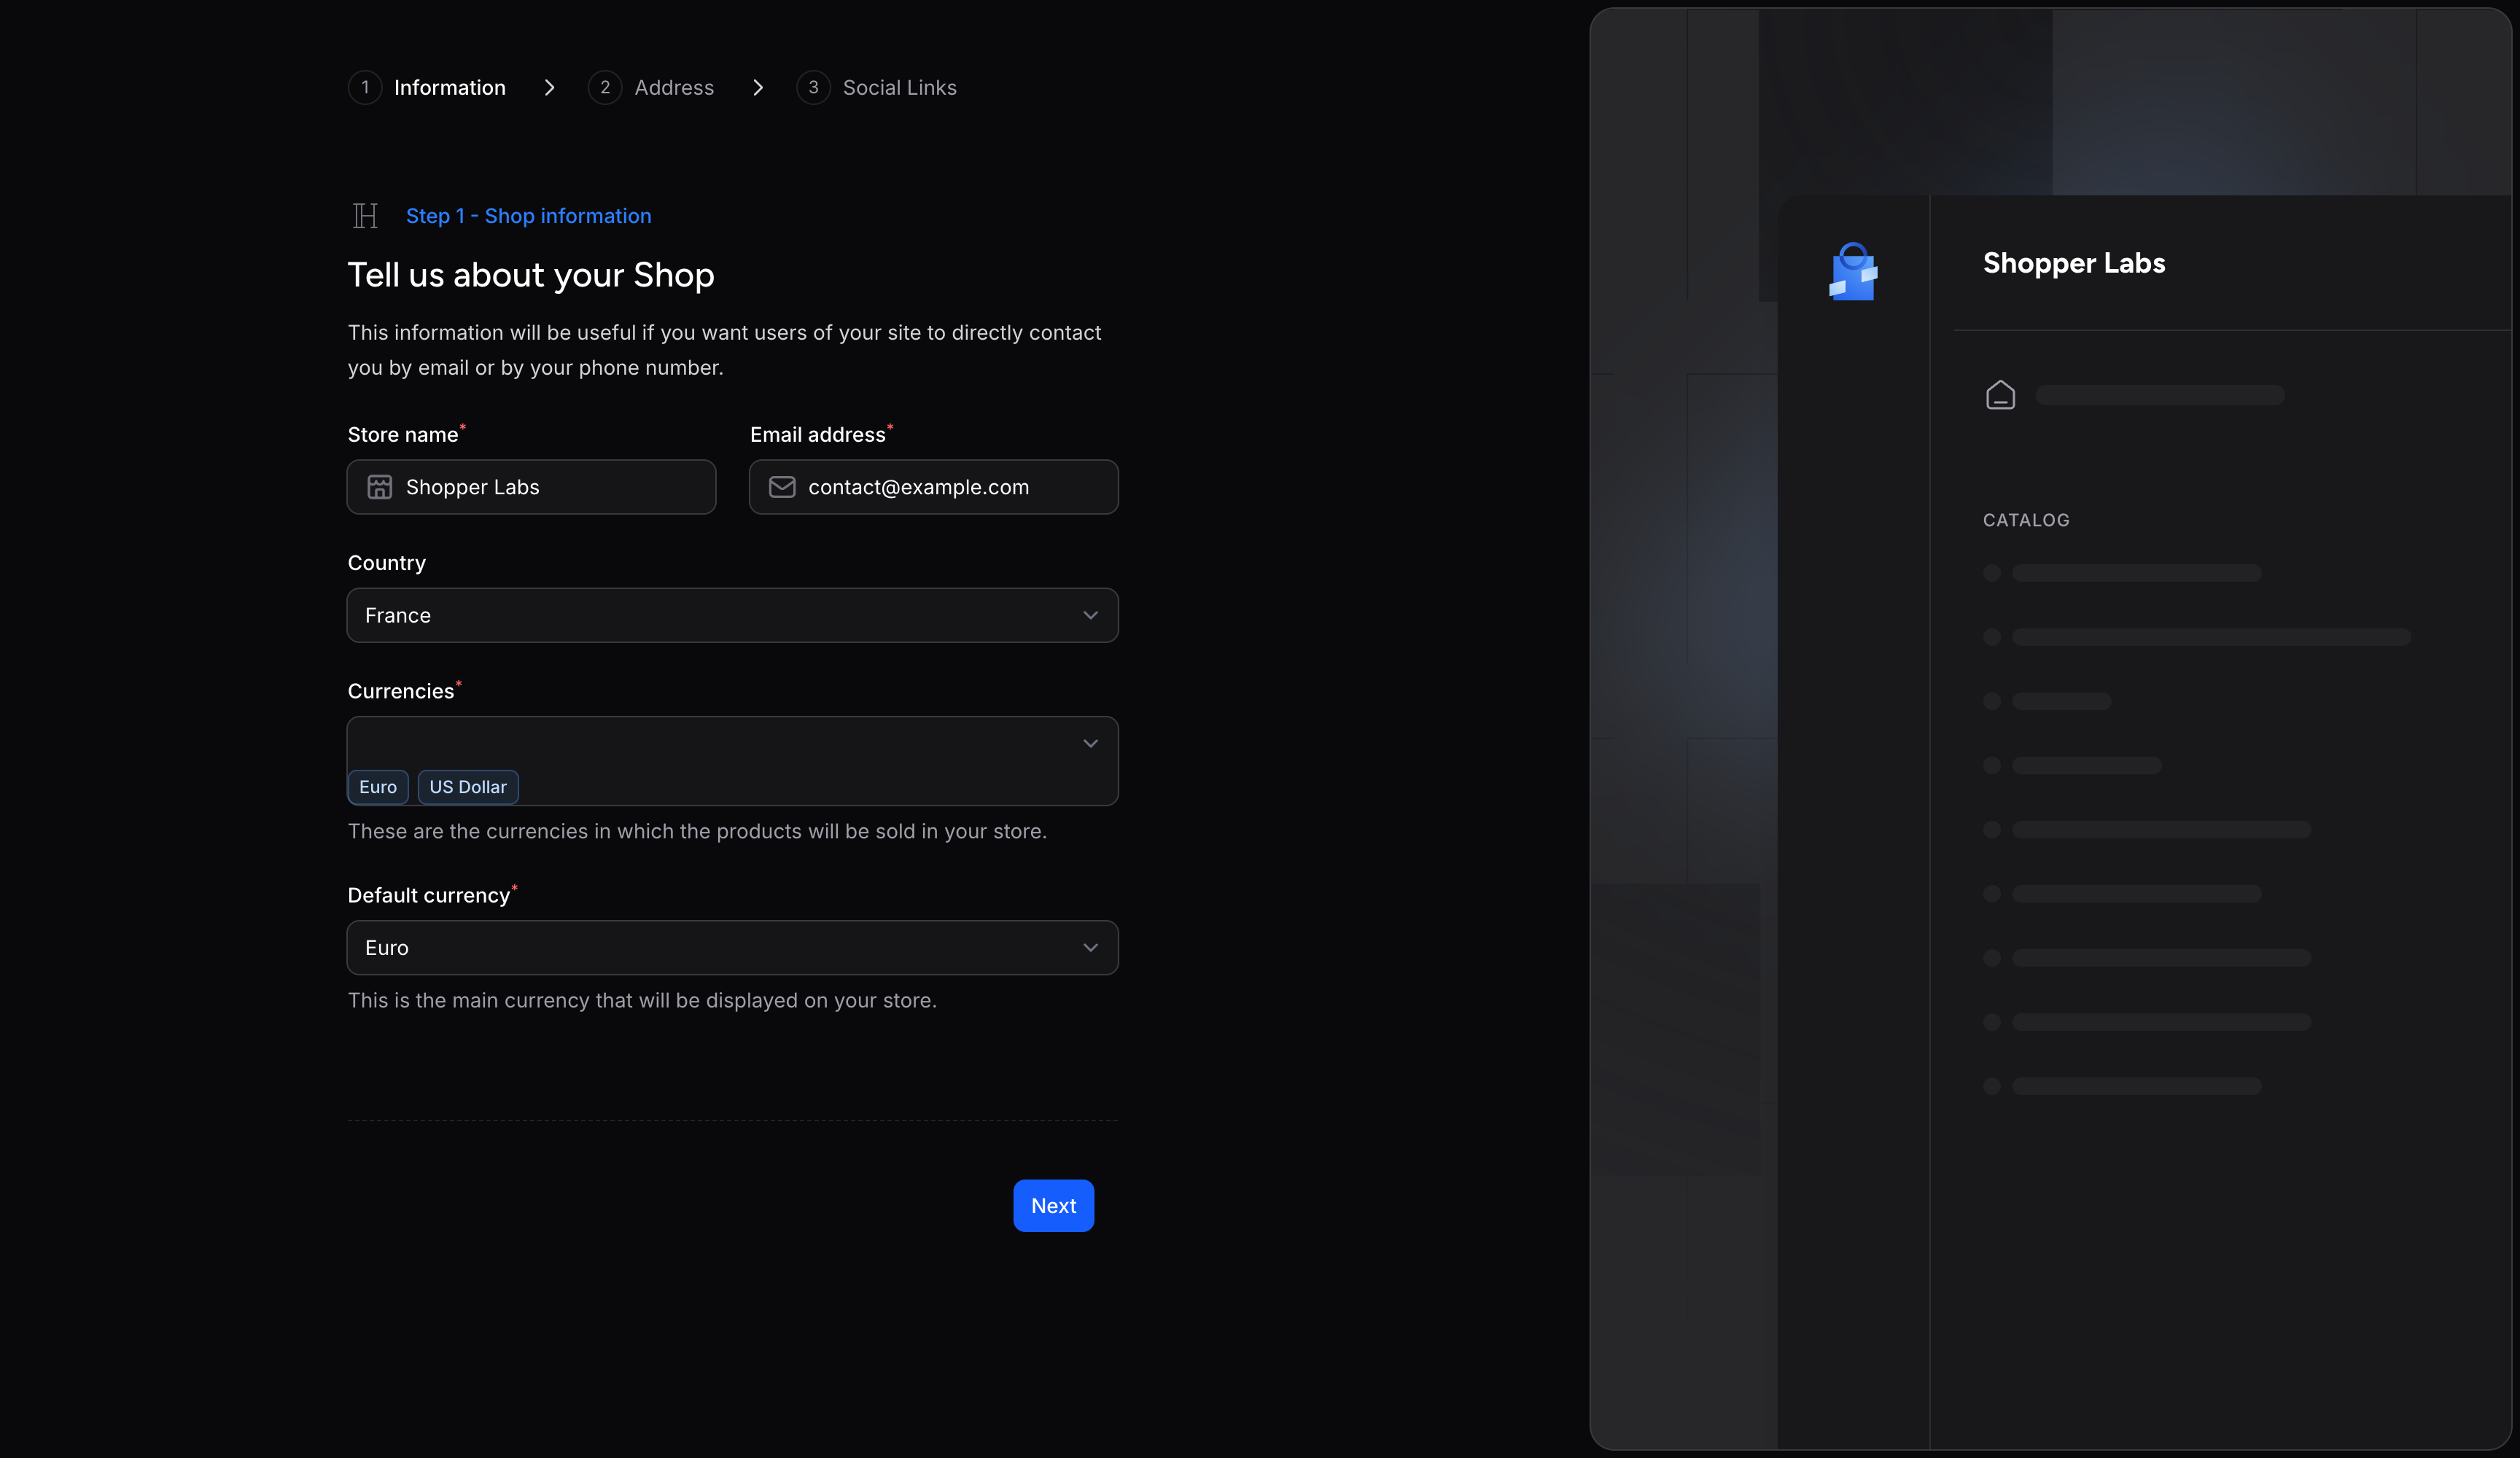 1 Information
2 Address
3 Social Links
Step 1 - Shop information
Tell us about your Shop
This information will be useful if you want users of your site to directly contact
you by email or by your phone number.
Store name*
Email address*
Shopper Labs
contact@example.com
Country
France
Currencies*
Euro
US Dollar
These are the currencies in which the products will be sold in your store.
Default currency*
Euro
This is the main currency that will be displayed on your store.
Next
Shopper Labs
CATALOG